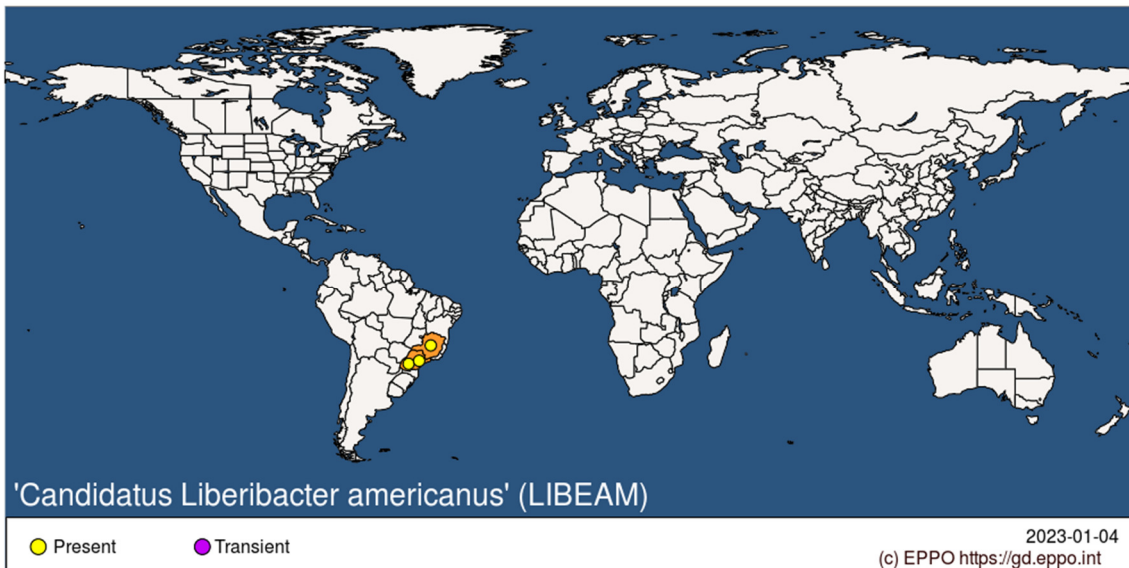 'Candidatus Liberibacter americanus' (LIBEAM)
Present
Transient
2023-01-04
(c) EPPO https://gd.eppo.int